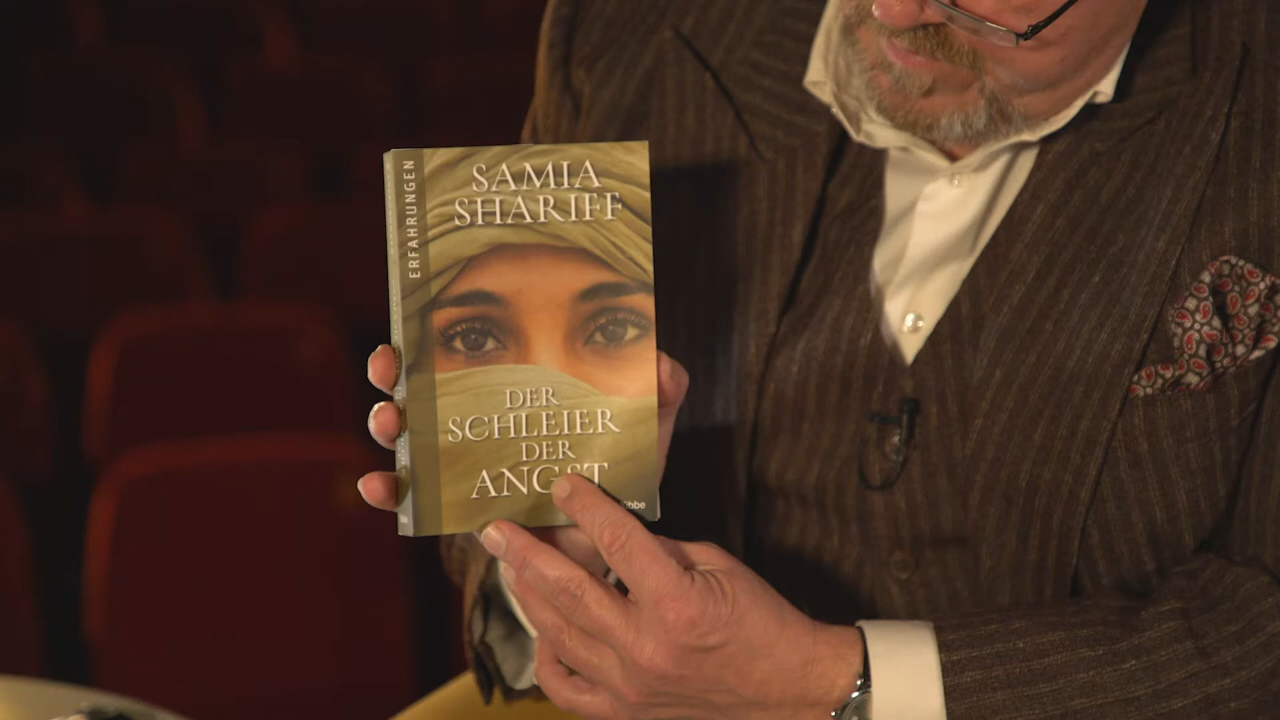 ERFAHRUNGEN
SAMIA
SHARIFF
DER
SCHLEIER
DER
ANGST